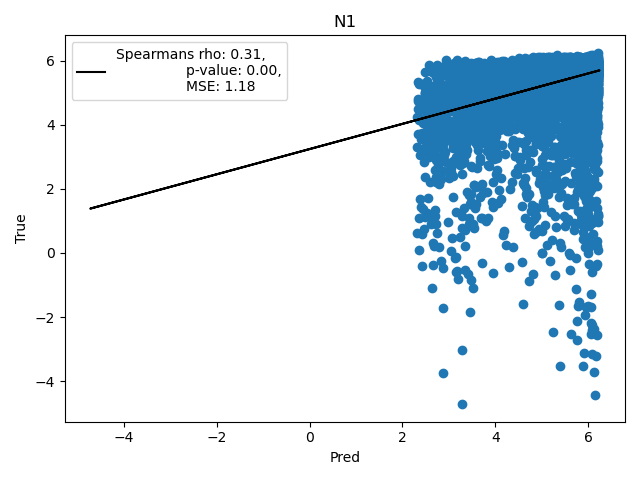 N1
Spearmans rho: 0.31,
p-value: 0.00,
MSE: 1.18
6
4
2
0
−2
−4
True
−4
−2
0
2
4
6
Pred